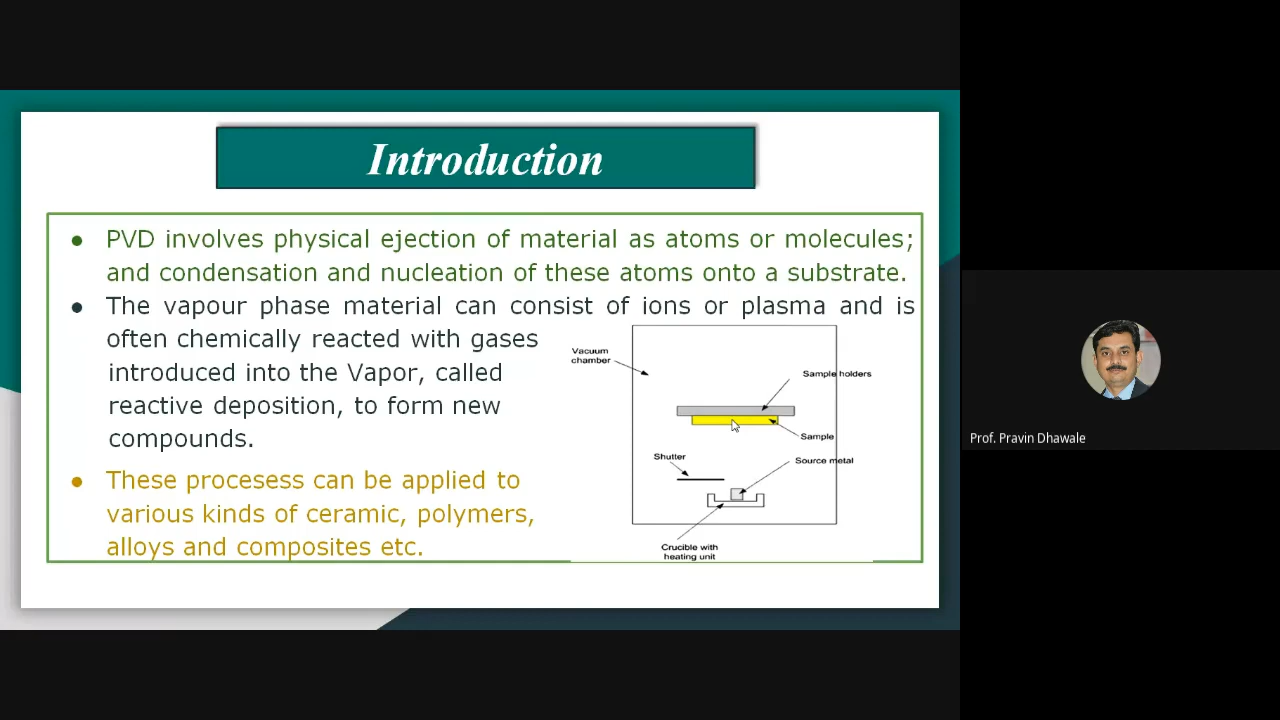 Introduction
● PVD involves physical ejection of material as atoms or molecules;
and condensation and nucleation of these atoms onto a substrate.
● The vapour phase material can consist of ions or plasma and is
often chemically reacted with gases
introduced into the Vapor, called
reactive deposition, to form new
compounds.
● These procesess can be applied to
various kinds of ceramic, polymers,
alloys and composites etc.
Vacuum
chamber
Sample holders
Sample
Shutter
Source metal
Crucible with
heating unit
Prof. Pravin Dhawale